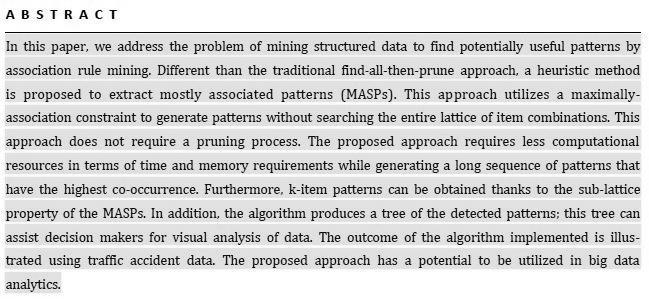 A B S T R A C T
In this paper, we address the problem of mining structured data to find potentially useful patterns by
association rule mining. Different than the traditional find-all-then-prune approach, a heuristic method
is proposed to extract mostly associated patterns (MASPs). This approach utilizes a maximally-
association constraint to generate patterns without searching the entire lattice of item combinations. This
approach does not require a pruning process. The proposed approach requires less computational
resources in terms of time and memory requirements while generating a long sequence of patterns that
have the highest co-occurrence. Furthermore, k-item patterns can be obtained thanks to the sub-lattice
property of the MASPs. In addition, the algorithm produces a tree of the detected patterns; this tree can
assist decision makers for visual analysis of data. The outcome of the algorithm implemented is illus-
trated using traffic accident data. The proposed approach has a potential to be utilized in big data
analytics.